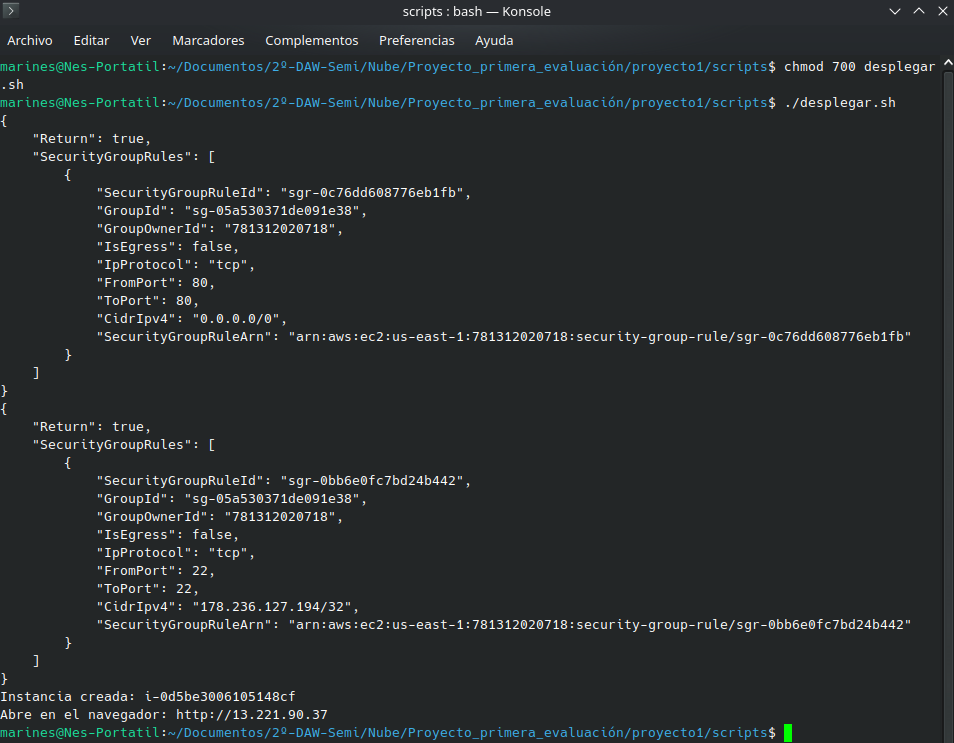 scripts : bash — Konsole
Archivo Editar Ver Marcadores Complementos Preferencias Ayuda
marines@Nes-Portatil:~/Documentos/2º-DAW-Semi/Nube/Proyecto_primera_evaluación/proyecto1/scripts$ chmod 700 desplegar
.sh
marines@Nes-Portatil:~/Documentos/2º-DAW-Semi/Nube/Proyecto_primera_evaluación/proyecto1/scripts$ ./desplegar.sh
{
    "Return": true,
    "SecurityGroupRules": [
        {
            "SecurityGroupRuleId": "sgr-0c76dd608776eb1fb",
            "GroupId": "sg-05a530371de091e38",
            "GroupOwnerId": "781312020718",
            "IsEgress": false,
            "IpProtocol": "tcp",
            "FromPort": 80,
            "ToPort": 80,
            "CidrIpv4": "0.0.0.0/0",
            "SecurityGroupRuleArn": "arn:aws:ec2:us-east-1:781312020718:security-group-rule/sgr-0c76dd608776eb1fb"
        }
    ]
}
{
    "Return": true,
    "SecurityGroupRules": [
        {
            "SecurityGroupRuleId": "sgr-0bb6e0fc7bd24b442",
            "GroupId": "sg-05a530371de091e38",
            "GroupOwnerId": "781312020718",
            "IsEgress": false,
            "IpProtocol": "tcp",
            "FromPort": 22,
            "ToPort": 22,
            "CidrIpv4": "178.236.127.194/32",
            "SecurityGroupRuleArn": "arn:aws:ec2:us-east-1:781312020718:security-group-rule/sgr-0bb6e0fc7bd24b442"
        }
    ]
}
Instancia creada: i-0d5be3006105148cf
Abre en el navegador: http://13.221.90.37
marines@Nes-Portatil:~/Documentos/2º-DAW-Semi/Nube/Proyecto_primera_evaluación/proyecto1/scripts$